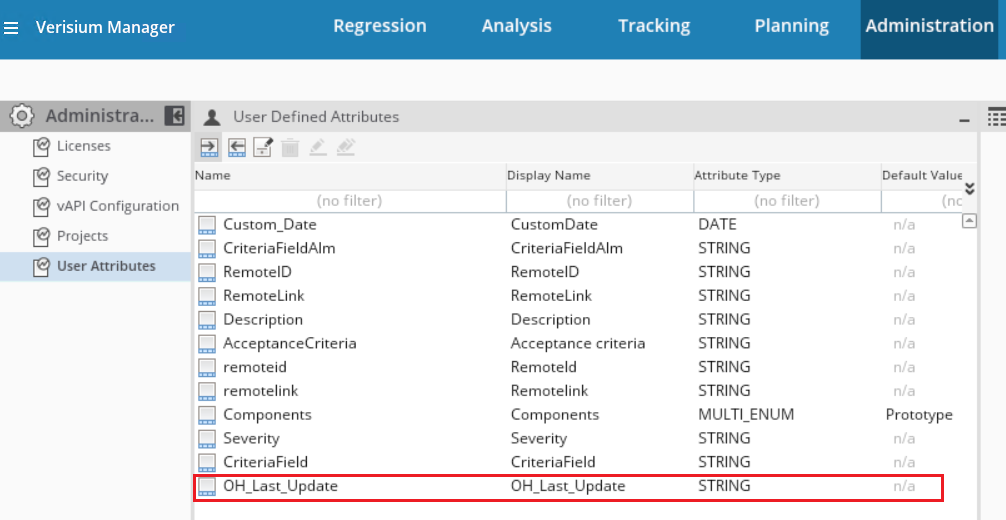 Verisium Manager Regression Analysis Tracking Planning Administration
Administra...
User Defined Attributes
Licenses
Security
vAPI Configuration
Projects
User Attributes
Name Display Name Attribute Type Default Value
(no filter) (no filter) (no filter) (no
Custom_Date CustomDate DATE n/a
CriteriaFieldAlm CriteriaFieldAlm STRING n/a
RemoteID RemoteID STRING n/a
RemoteLink RemoteLink STRING n/a
Description Description STRING n/a
AcceptanceCriteria Acceptance criteria STRING n/a
remoteid RemoteId STRING n/a
remotelink Remotelink STRING n/a
Components Components MULTI_ENUM Prototype
Severity Severity STRING n/a
CriteriaField CriteriaField STRING n/a
OH_Last_Update OH_Last_Update STRING n/a